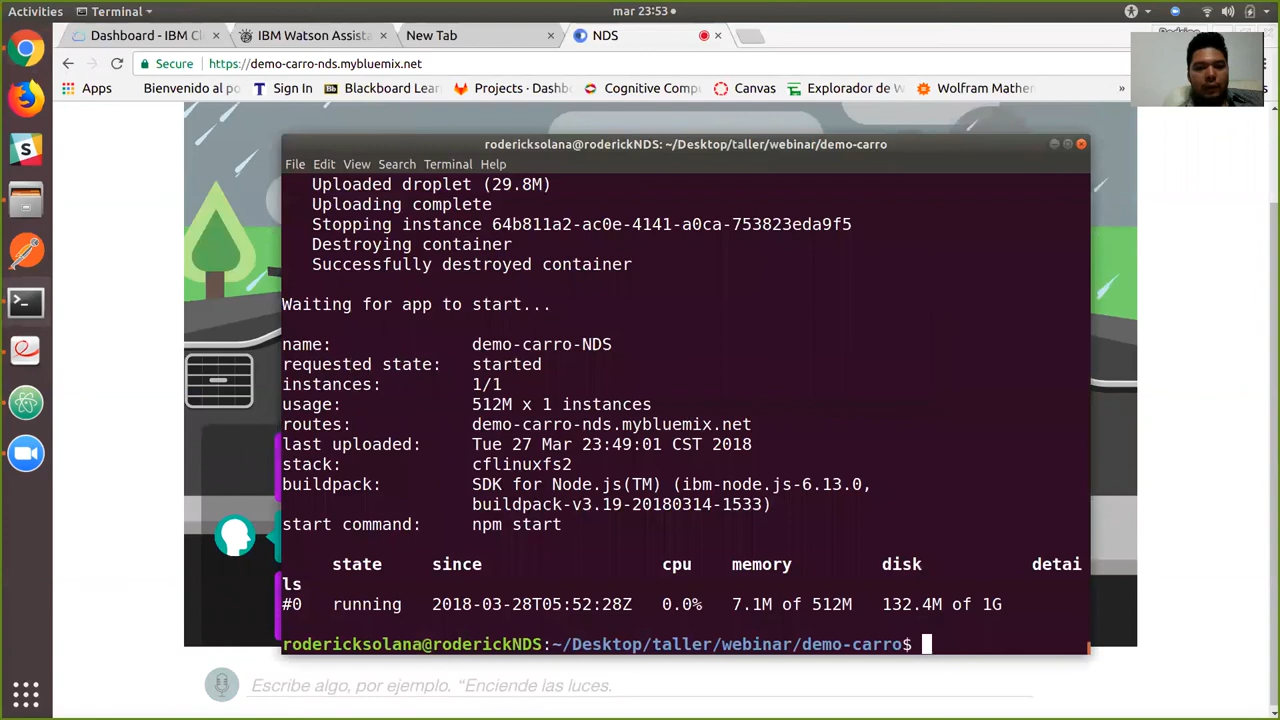 Activities Terminal mar 23:53
Dashboard - IBM Cl IBM Watson Assista New Tab NDS
Secure https://demo-carro-nds.mybluemix.net
Apps Bienvenido al po Sign In Bb Blackboard Lear Projects - Dashbo Cognitive Compu Canvas Explorador de W Wolfram Mathem »
rodericksolana@roderickNDS: ~/Desktop/taller/webinar/demo-carro
File Edit View Search Terminal Help
Uploaded droplet (29.8M)
Uploading complete
Stopping instance 64b811a2-ac0e-4141-a0ca-753823eda9f5
Destroying container
Successfully destroyed container
Waiting for app to start...
name: demo-carro-NDS
requested state: started
instances: 1/1
usage: 512M x 1 instances
routes: demo-carro-nds.mybluemix.net
last uploaded: Tue 27 Mar 23:49:01 CST 2018
stack: cflinuxfs2
buildpack: SDK for Node.js(TM) (ibm-node.js-6.13.0,
buildpack-v3.19-20180314-1533)
start command: npm start
state since cpu memory disk detai
ls
#0 running 2018-03-28T05:52:28Z 0.0% 7.1M of 512M 132.4M of 1G
rodericksolana@roderickNDS:~/Desktop/taller/webinar/demo-carro$
Escribe algo, por ejemplo. “Enciende las luces.